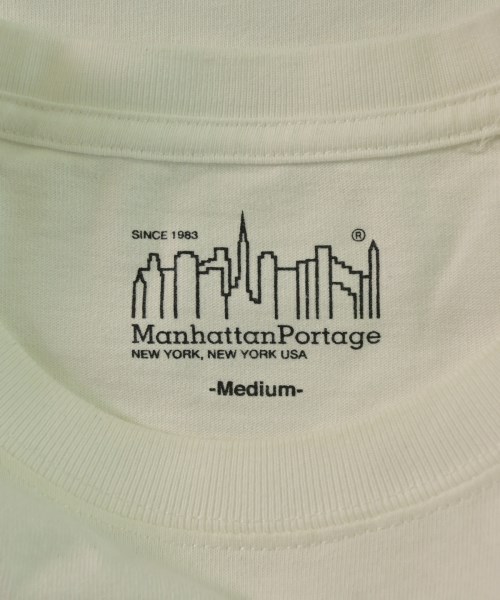 SINCE 1983 ®
ManhattanPortage
NEW YORK, NEW YORK USA
-Medium-